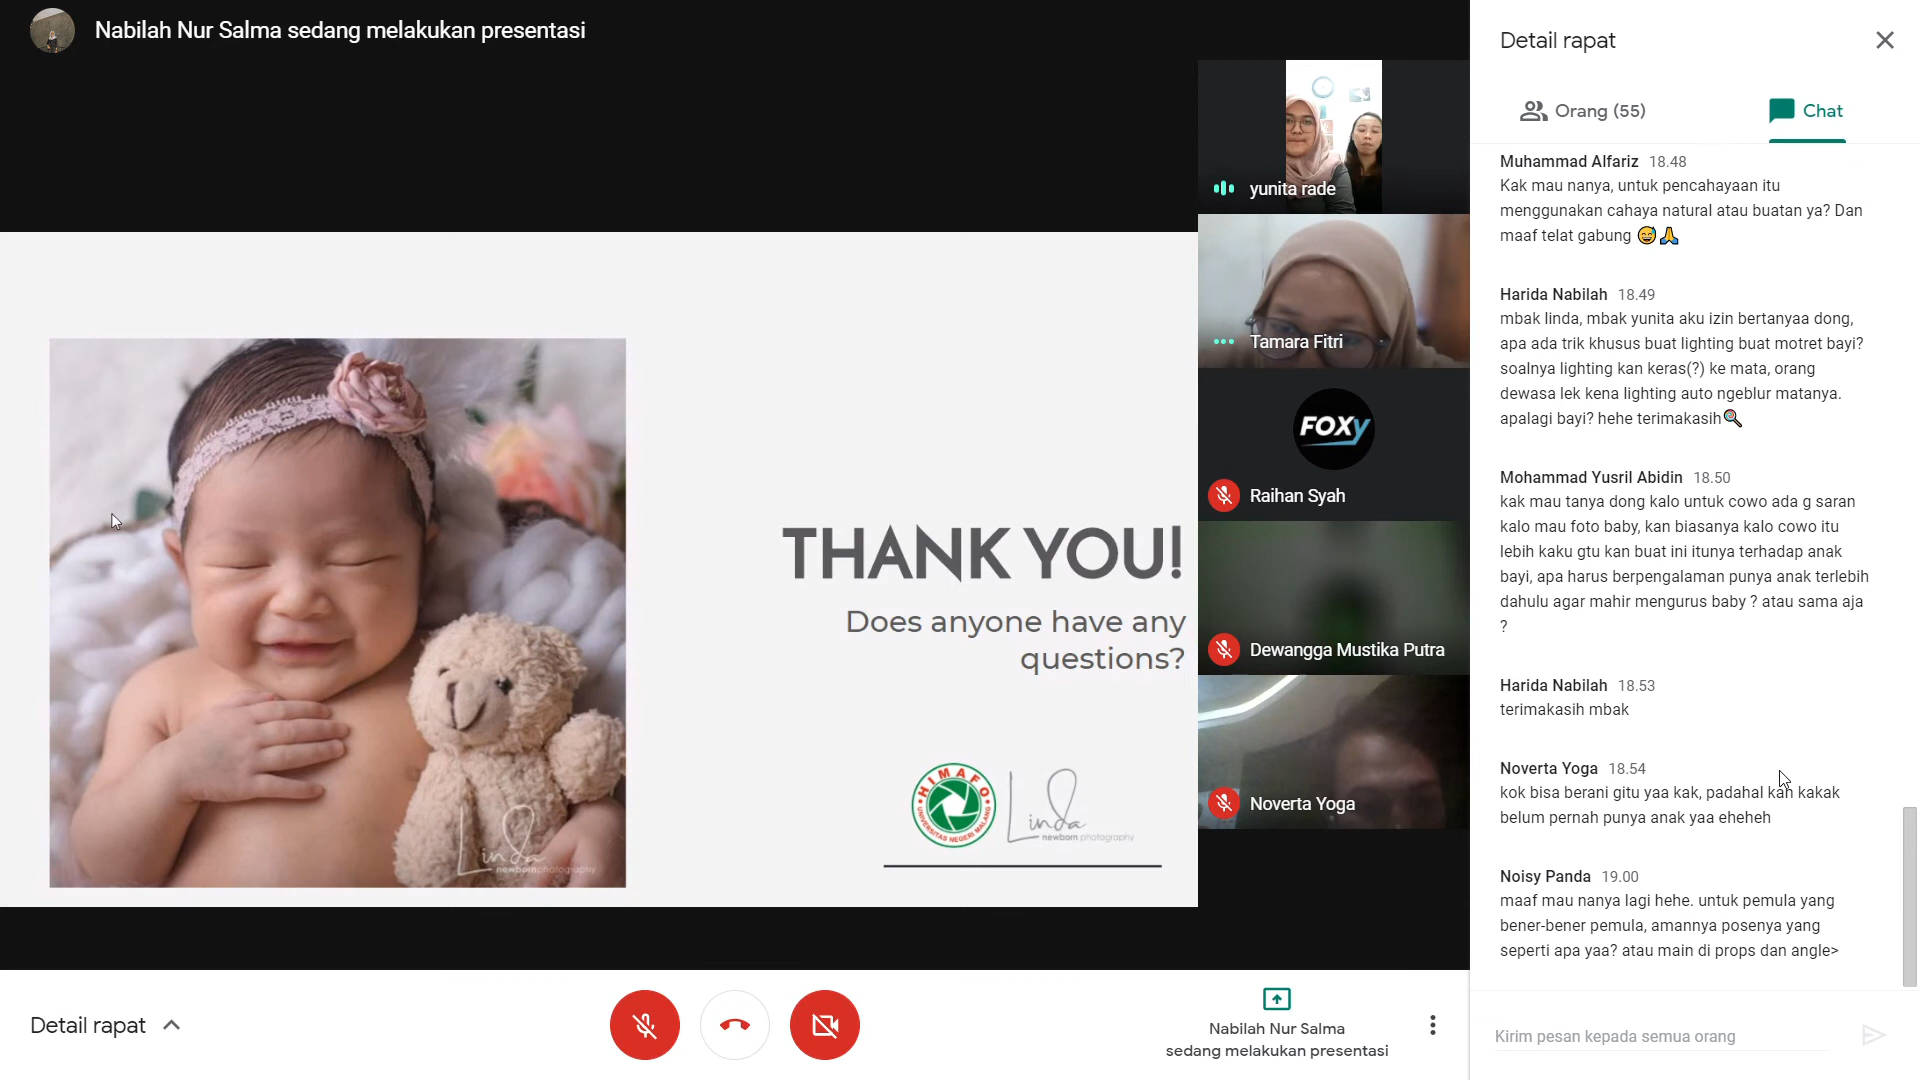 Nabilah Nur Salma sedang melakukan presentasi
THANK YOU!
Does anyone have any
questions?
HIMAFO
UNIVERSITAS NEGERI MALANG
Linda
newborn photography
Linda
newborn photography
yunita rade
Tamara Fitri
FOXy
Raihan Syah
Dewangga Mustika Putra
Noverta Yoga
Detail rapat
Nabilah Nur Salma
sedang melakukan presentasi
Detail rapat
Orang (55)
Chat
Muhammad Alfariz 18.48
Kak mau nanya, untuk pencahayaan itu
menggunakan cahaya natural atau buatan ya? Dan
maaf telat gabung 😅🙏
Harida Nabilah 18.49
mbak linda, mbak yunita aku izin bertanyaa dong,
apa ada trik khusus buat lighting buat motret bayi?
soalnya lighting kan keras(?) ke mata, orang
dewasa lek kena lighting auto ngeblur matanya.
apalagi bayi? hehe terimakasih🍭
Mohammad Yusril Abidin 18.50
kak mau tanya dong kalo untuk cowo ada g saran
kalo mau foto baby, kan biasanya kalo cowo itu
lebih kaku gtu kan buat ini itunya terhadap anak
bayi, apa harus berpengalaman punya anak terlebih
dahulu agar mahir mengurus baby ? atau sama aja
?
Harida Nabilah 18.53
terimakasih mbak
Noverta Yoga 18.54
kok bisa berani gitu yaa kak, padahal kan kakak
belum pernah punya anak yaa eheheh
Noisy Panda 19.00
maaf mau nanya lagi hehe. untuk pemula yang
bener-bener pemula, amannya posenya yang
seperti apa yaa? atau main di props dan angle>
Kirim pesan kepada semua orang